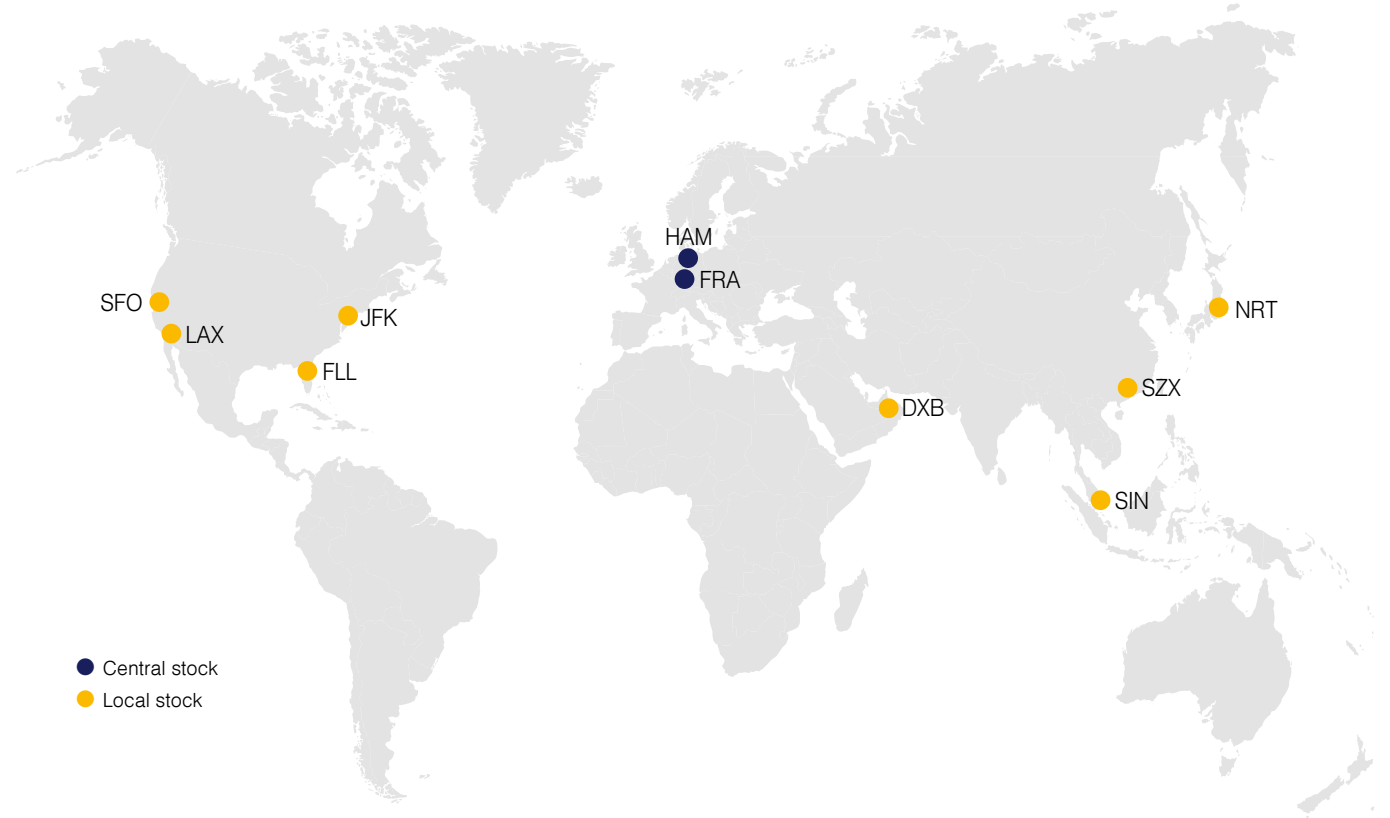 HAM
FRA
SFO
LAX
JFK
FLL
NRT
SZX
DXB
SIN
Central stock
Local stock